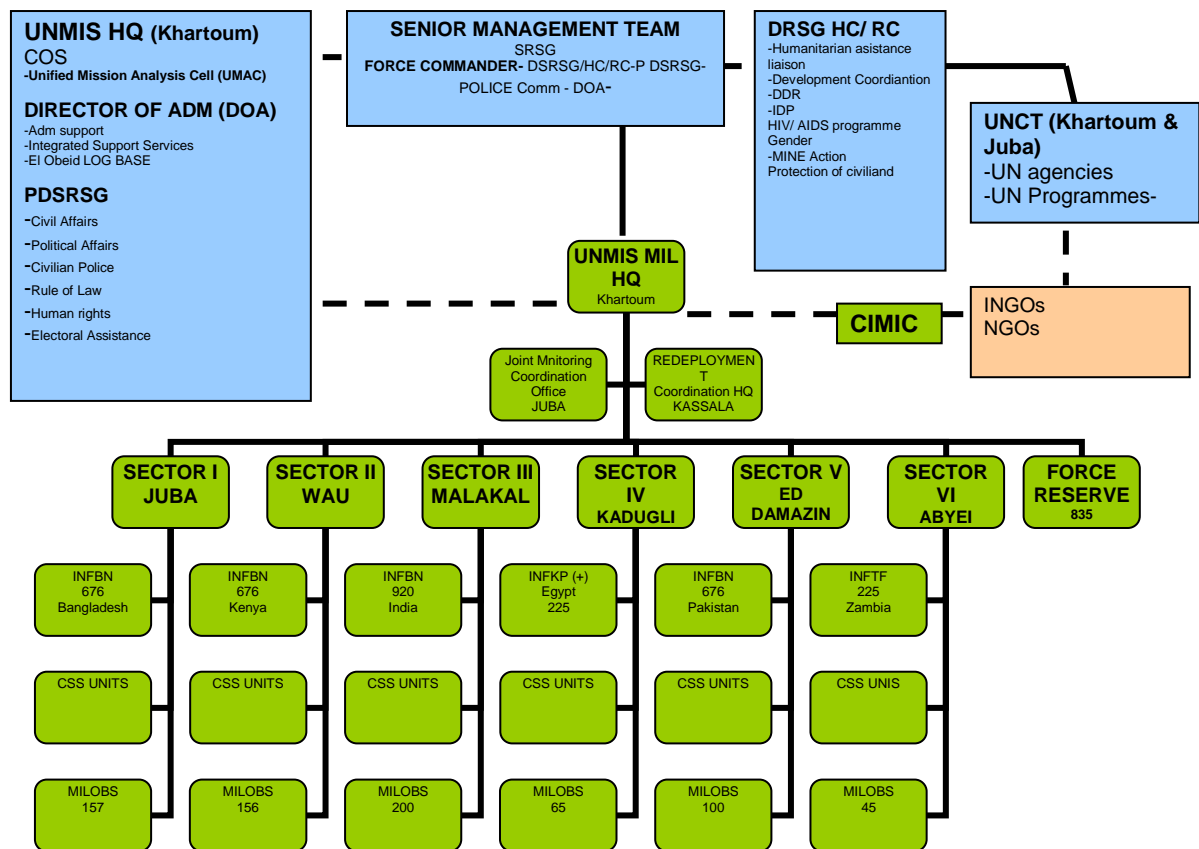 UNMIS HQ (Khartoum)
COS
-Unified Mission Analysis Cell (UMAC)
DIRECTOR OF ADM (DOA)
-Adm support
-Integrated Support Services
-El Obeid LOG BASE
PDSRSG
-Civil Affairs
-Political Affairs
-Civilian Police
-Rule of Law
-Human rights
-Electoral Assistance
SENIOR MANAGEMENT TEAM
SRSG
FORCE COMMANDER- DSRSG/HC/RC-P DSRSG-
POLICE Comm - DOA-
DRSG HC/ RC
-Humanitarian asistance
liaison
-Development Coordiantion
-DDR
-IDP
HIV/ AIDS programme
Gender
-MINE Action
Protection of civiliand
UNCT (Khartoum &
Juba)
-UN agencies
-UN Programmes-
UNMIS MIL
HQ
Khartoum
CIMIC
INGOs
NGOs
Joint Mnitoring
Coordination
Office
JUBA
REDEPLOYMEN
T
Coordination HQ
KASSALA
SECTOR I
JUBA
SECTOR II
WAU
SECTOR III
MALAKAL
SECTOR
IV
KADUGLI
SECTOR V
ED
DAMAZIN
SECTOR
VI
ABYEI
FORCE
RESERVE
835
INFBN
676
Bangladesh
INFBN
676
Kenya
INFBN
920
India
INFKP (+)
Egypt
225
INFBN
676
Pakistan
INFTF
225
Zambia
CSS UNITS
CSS UNITS
CSS UNITS
CSS UNITS
CSS UNITS
CSS UNIS
MILOBS
157
MILOBS
156
MILOBS
200
MILOBS
65
MILOBS
100
MILOBS
45